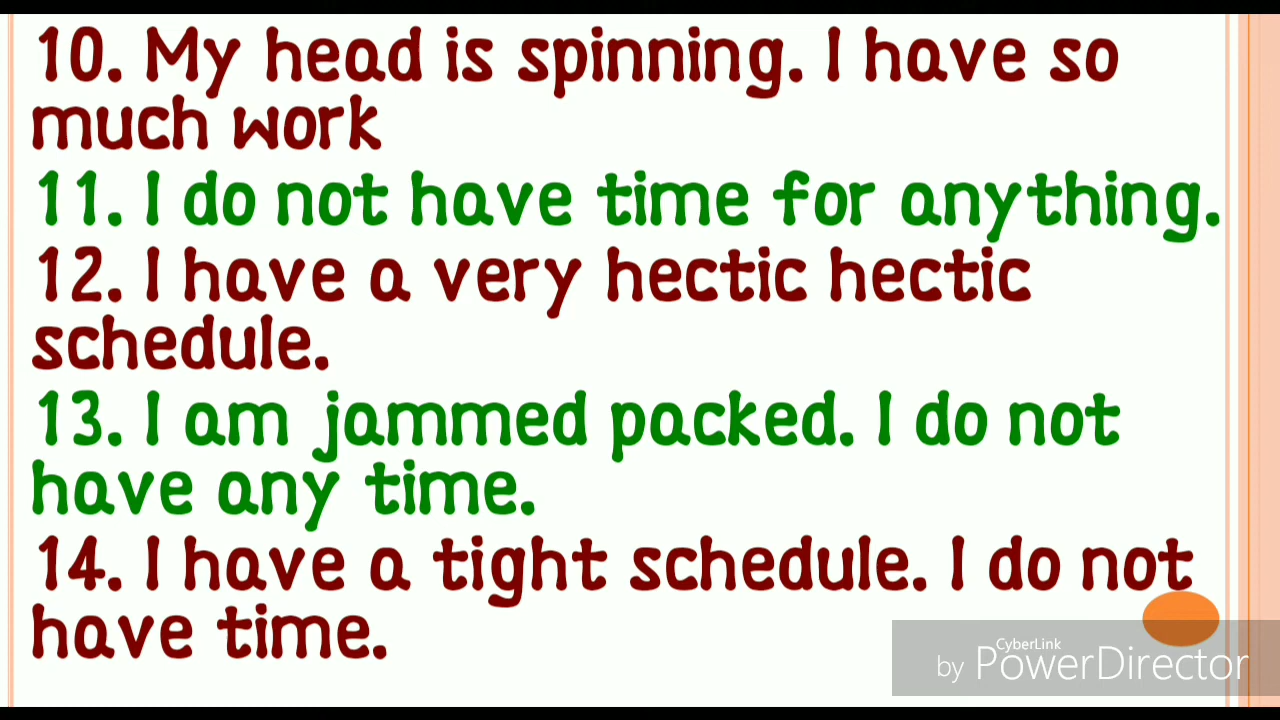 10. My head is spinning. I have so
much work
11. I do not have time for anything.
12. I have a very hectic hectic
schedule.
13. I am jammed packed. I do not
have any time.
14. I have a tight schedule. I do not
have time.
CyberLink
by PowerDirector